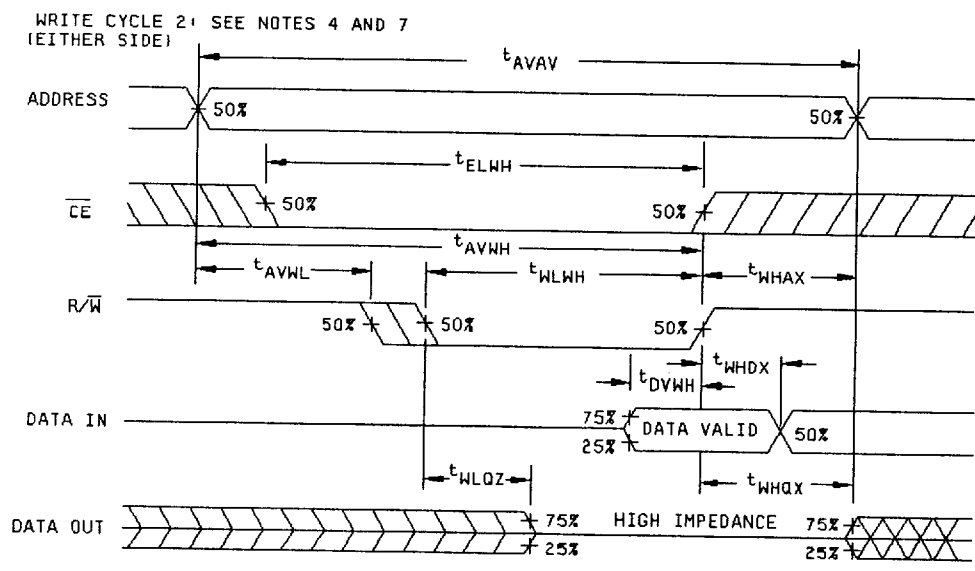 WRITE CYCLE 2: SEE NOTES 4 AND 7
(EITHER SIDE)
tAVAV
ADDRESS
50%
50%
tELWH
CE
50%
50%
tAVWH
tAVWL
tWLWH
tWHAX
R/W
50%
50%
50%
tWHDX
tDVWH
DATA IN
75%
25%
DATA VALID
50%
tWLQZ
tWHQX
DATA OUT
75%
25%
HIGH IMPEDANCE
75%
25%